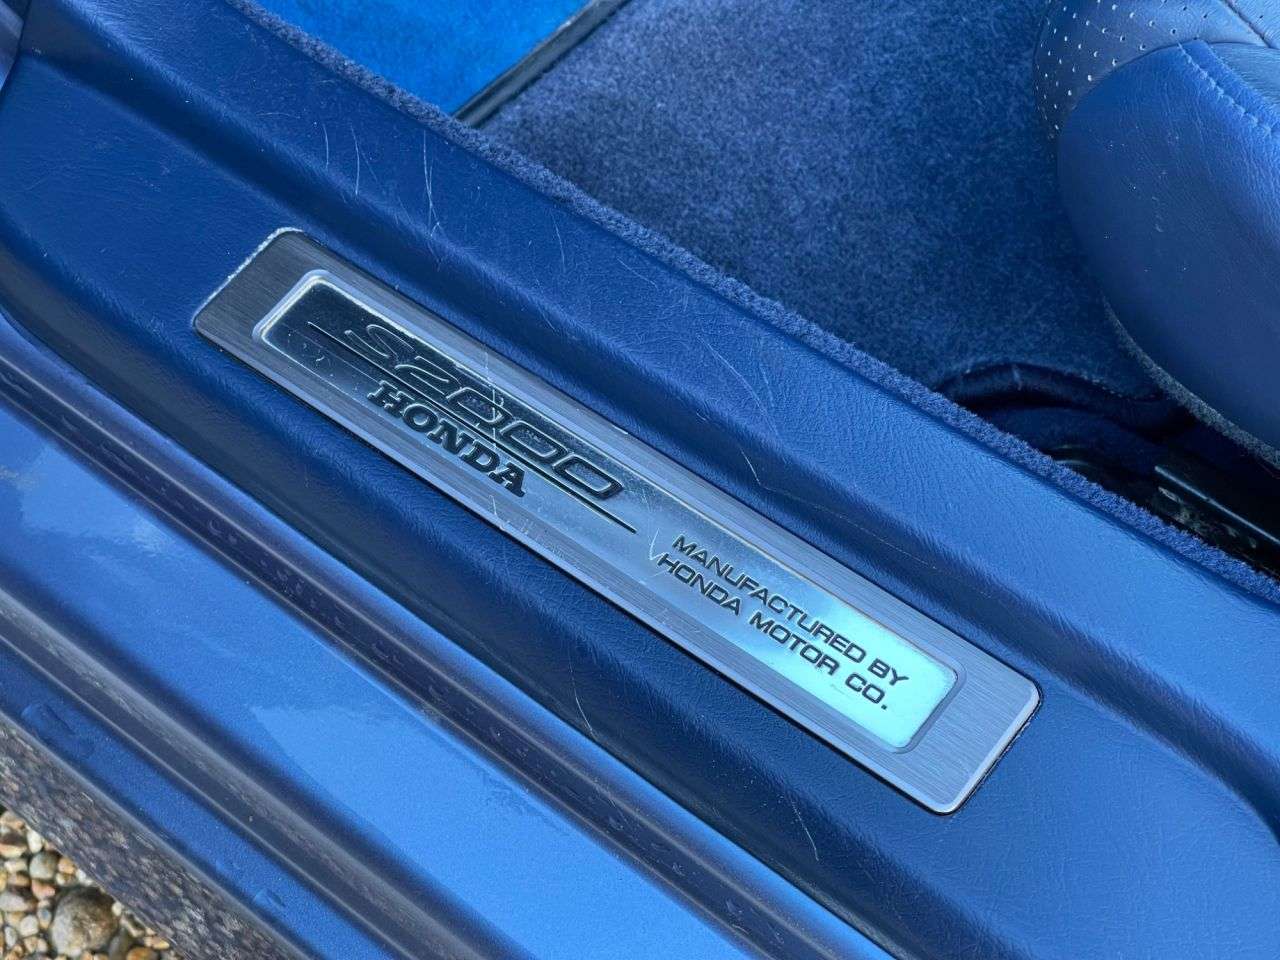 S2000
HONDA
MANUFACTURED BY
HONDA MOTOR CO.